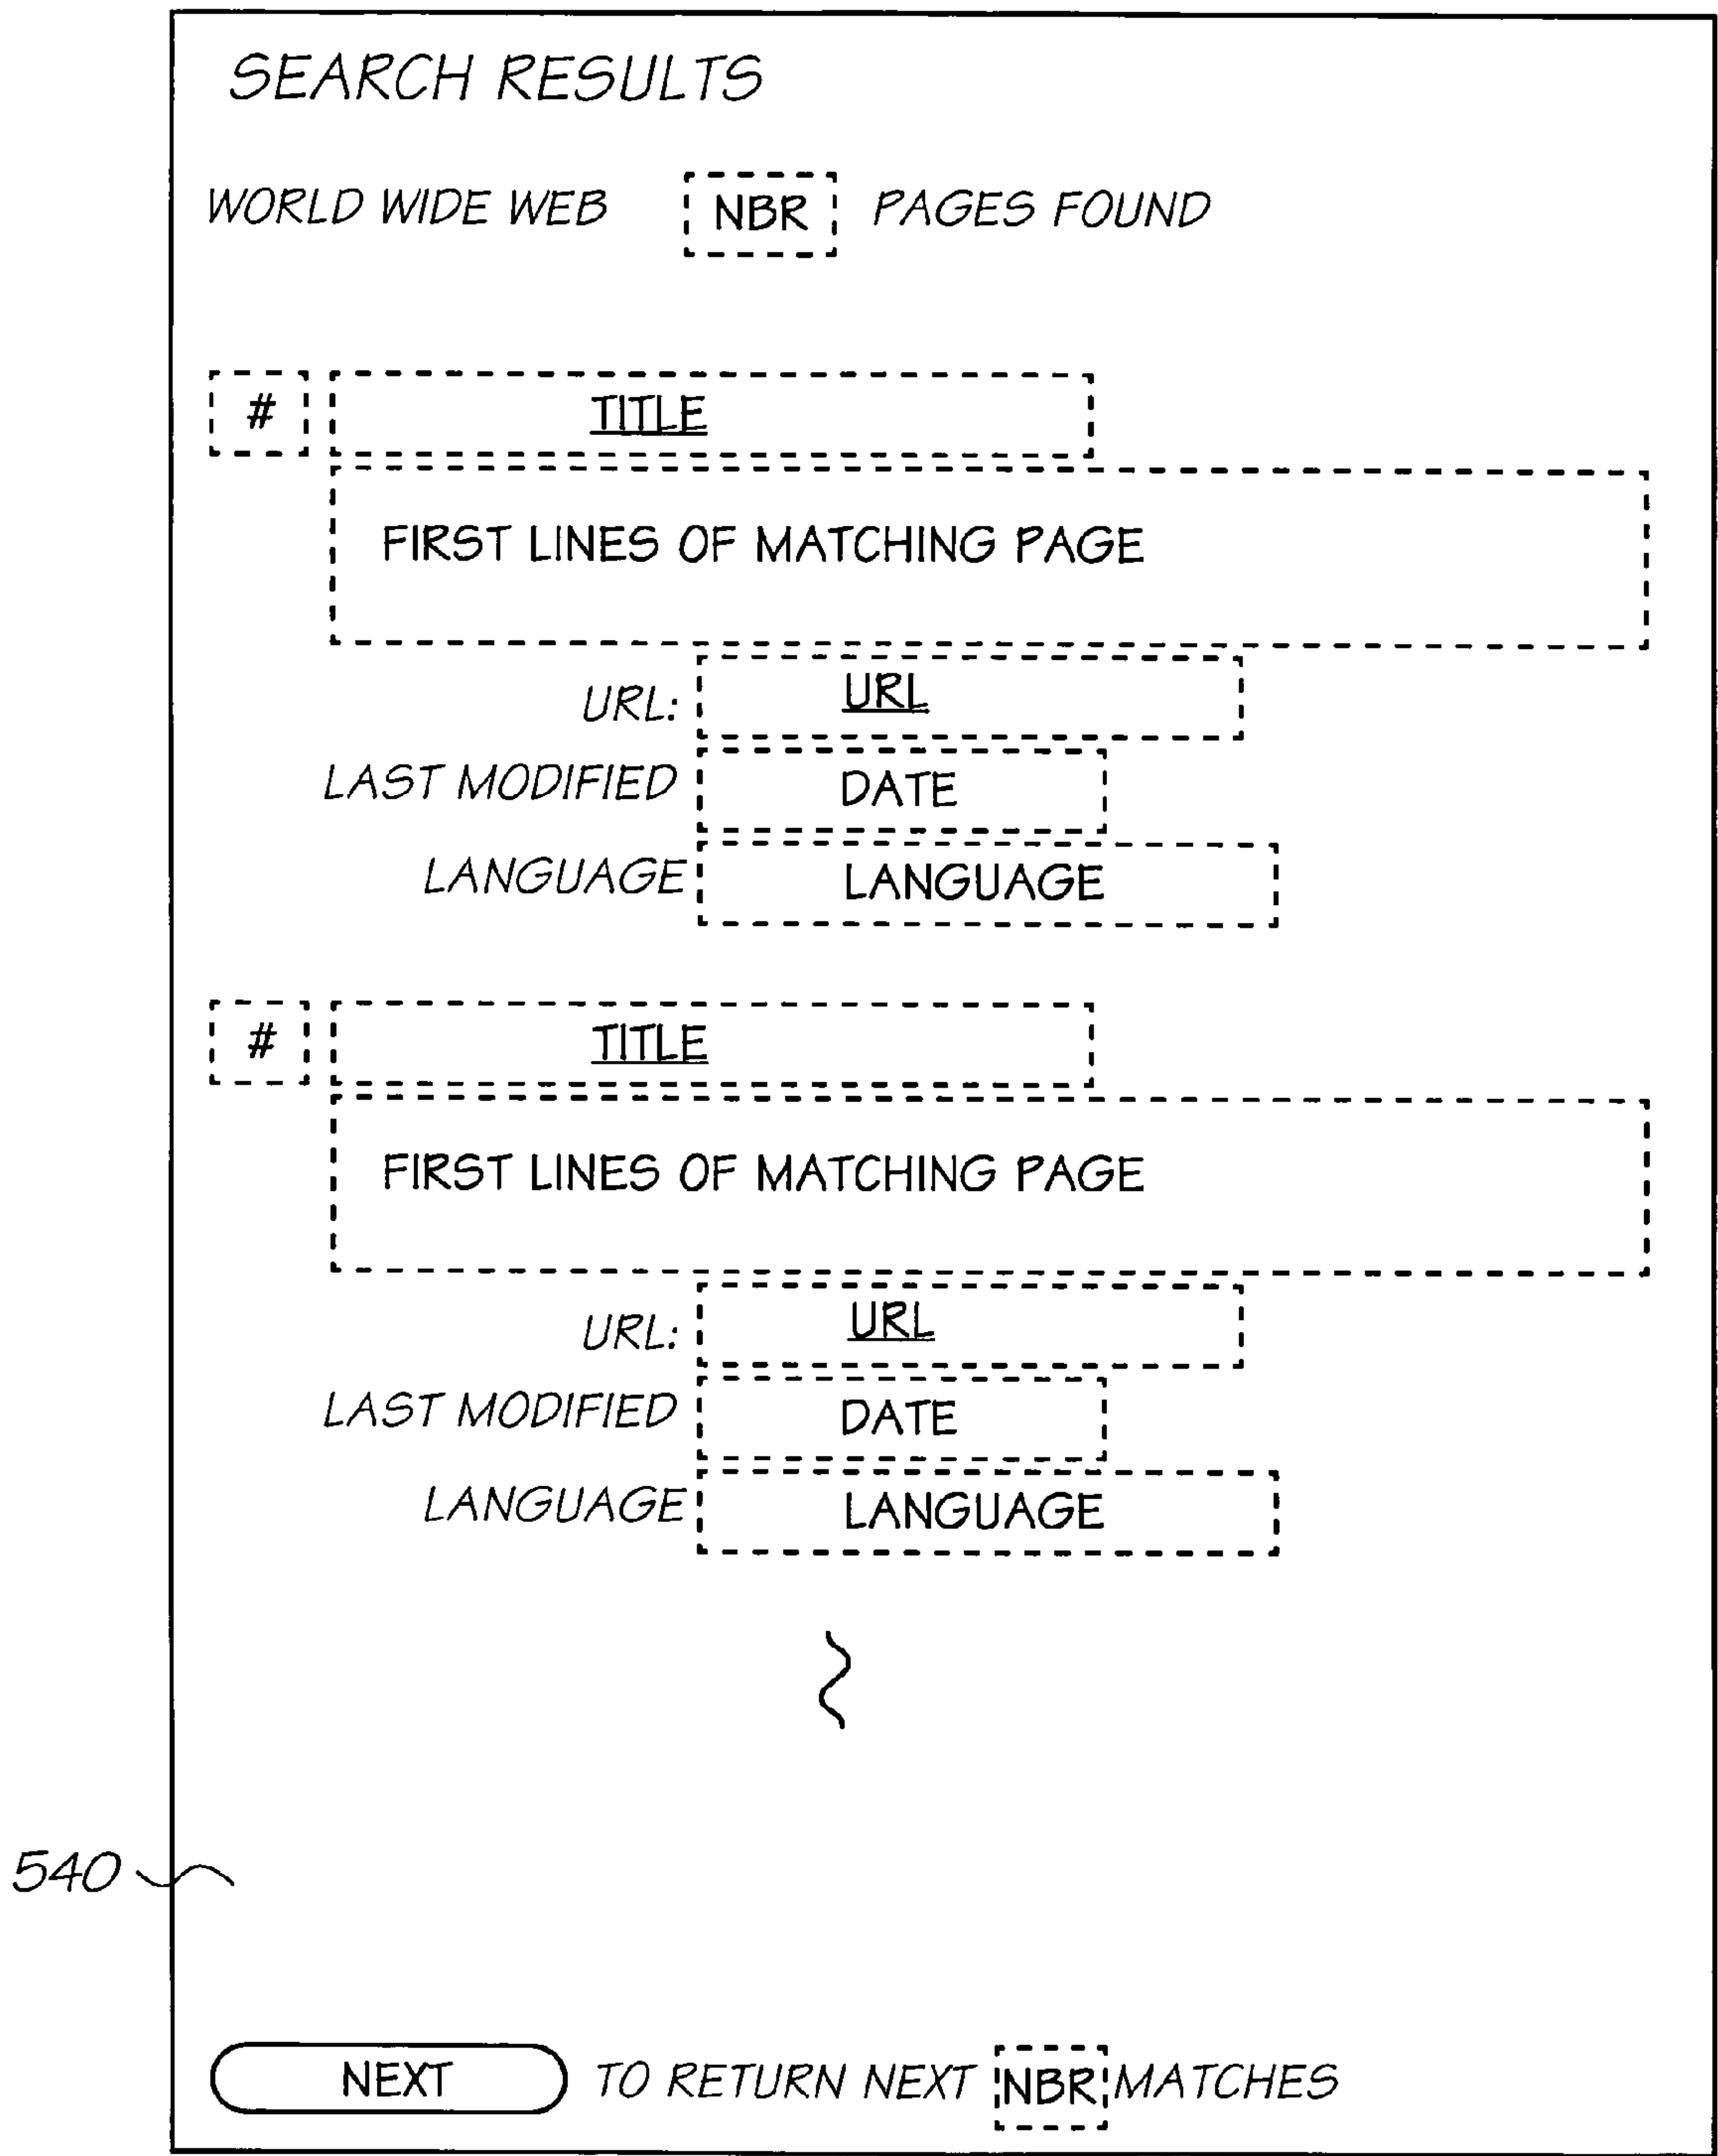 SEARCH RESULTS
WORLD WIDE WEB NBR PAGES FOUND
# TITLE
FIRST LINES OF MATCHING PAGE
URL: URL
LAST MODIFIED DATE
LANGUAGE LANGUAGE
# TITLE
FIRST LINES OF MATCHING PAGE
URL: URL
LAST MODIFIED DATE
LANGUAGE LANGUAGE
540
NEXT TO RETURN NEXT NBR MATCHES